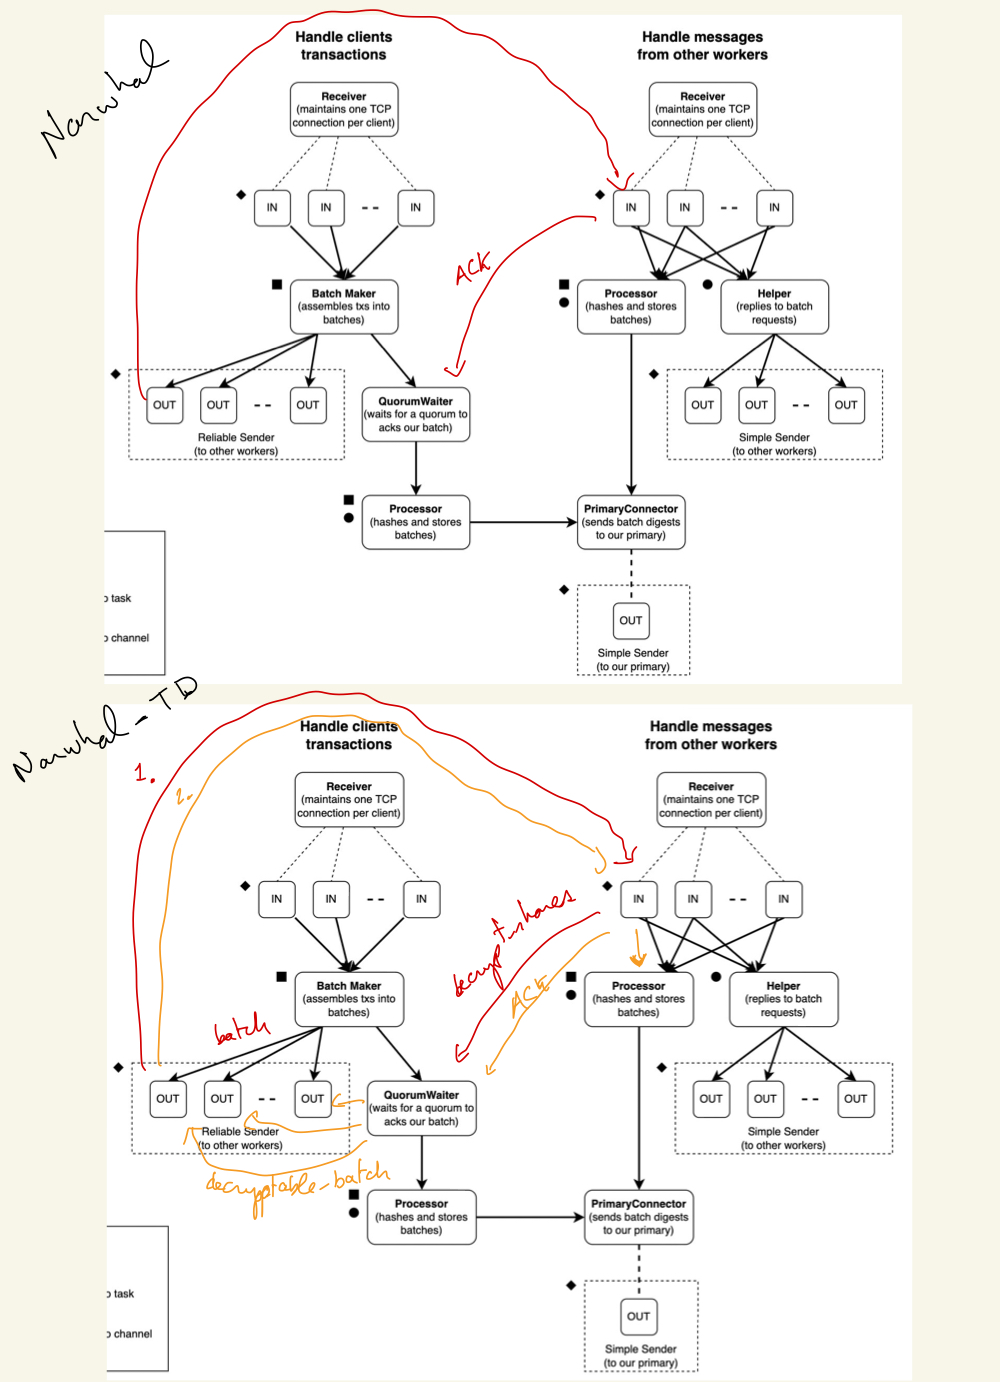 Narwhal
Handle clients
transactions
Handle messages
from other workers
Receiver
(maintains one TCP
connection per client)
Receiver
(maintains one TCP
connection per client)
IN
IN
--
IN
IN
IN
--
IN
ACK
Batch Maker
(assembles txs into
batches)
Processor
(hashes and stores
batches)
Helper
(replies to batch
requests)
OUT
OUT
--
OUT
Reliable Sender
(to other workers)
QuorumWaiter
(waits for a quorum to
acks our batch)
OUT
OUT
--
OUT
Simple Sender
(to other workers)
Processor
(hashes and stores
batches)
PrimaryConnector
(sends batch digests
to our primary)
OUT
Simple Sender
(to our primary)
task
channel
Narwhal-TD
1.
2.
Handle clients
transactions
Handle messages
from other workers
Receiver
(maintains one TCP
connection per client)
Receiver
(maintains one TCP
connection per client)
IN
IN
--
IN
IN
IN
--
IN
ACK
batch
Batch Maker
(assembles txs into
batches)
Processor
(hashes and stores
batches)
Helper
(replies to batch
requests)
OUT
OUT
--
OUT
Reliable Sender
(to other workers)
QuorumWaiter
(waits for a quorum to
acks our batch)
decryptable-batch
OUT
OUT
--
OUT
Simple Sender
(to other workers)
Processor
(hashes and stores
batches)
PrimaryConnector
(sends batch digests
to our primary)
OUT
Simple Sender
(to our primary)
task
channel